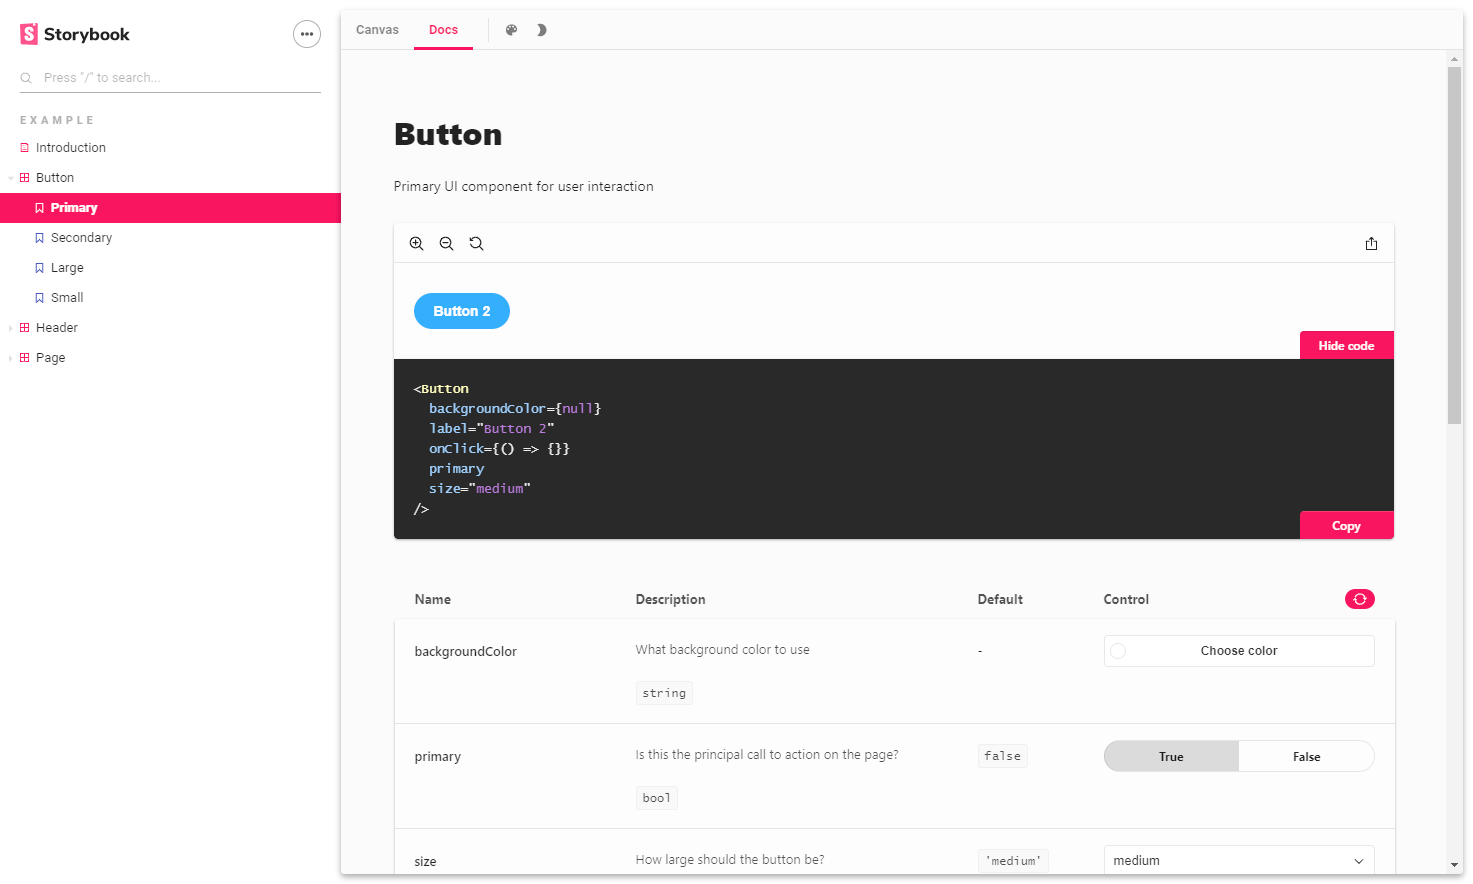 Storybook
Press "/" to search...
EXAMPLE
Introduction
Button
Primary
Secondary
Large
Small
Header
Page
Canvas Docs
Button
Primary UI component for user interaction
Button 2
Hide code
<Button
backgroundColor={null}
label="Button 2"
onClick={() => {}}
primary
size="medium"
/>
Copy
Name Description Default Control
backgroundColor What background color to use - Choose color
string
primary Is this the principal call to action on the page? false True False
bool
size How large should the button be? 'medium' medium